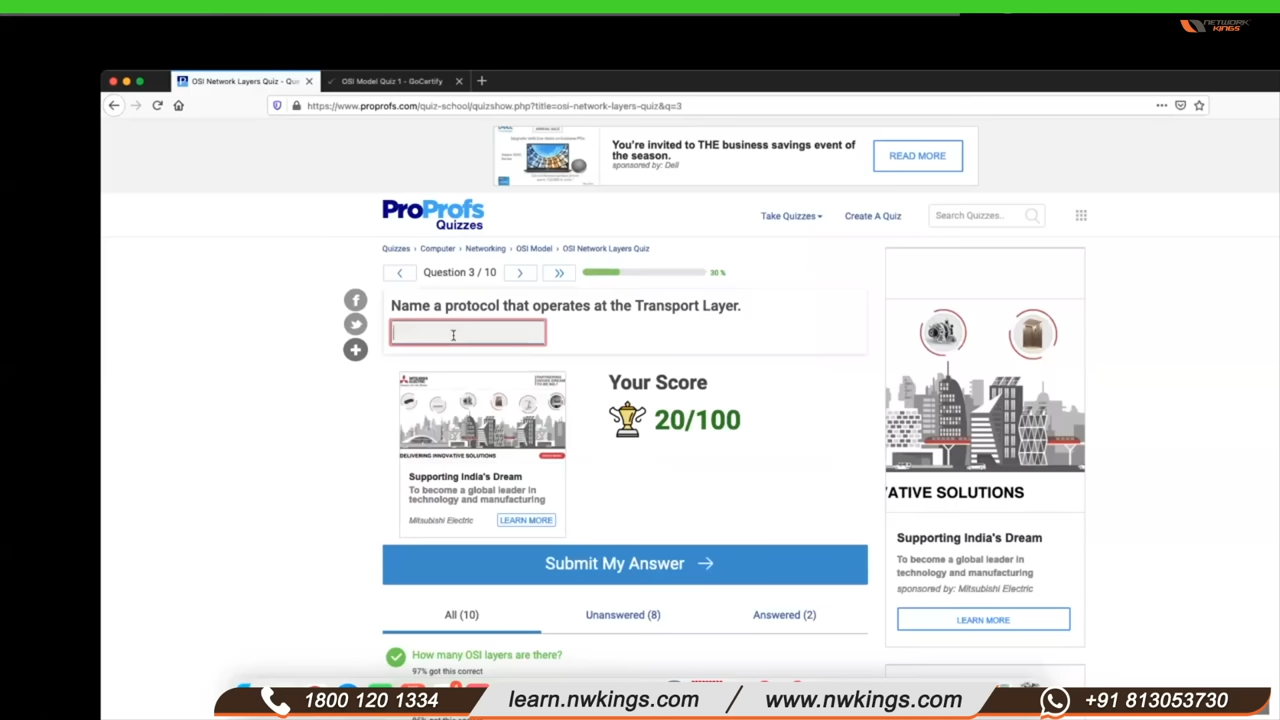 NETWORK
KINGS
OSI Network Layers Quiz - Que
OSI Model Quiz 1 - GoCertify
https://www.proprofs.com/quiz-school/quizshow.php?title=osi-network-layers-quiz&q=3
You're invited to THE business savings event of
the season.
sponsored by: Dell
READ MORE
ProProfs
Quizzes
Take Quizzes
Create A Quiz
Search Quizzes..
Quizzes › Computer › Networking › OSI Model › OSI Network Layers Quiz
Question 3 / 10
30 %
Name a protocol that operates at the Transport Layer.
MITSUBISHI ELECTRIC
DELIVERING INNOVATIVE SOLUTIONS
Your Score
20/100
Supporting India's Dream
To become a global leader in
technology and manufacturing
Mitsubishi Electric
LEARN MORE
Submit My Answer
All (10)
Unanswered (8)
Answered (2)
How many OSI layers are there?
97% got this correct
VATIVE SOLUTIONS
Supporting India's Dream
To become a global leader in
technology and manufacturing
sponsored by: Mitsubishi Electric
LEARN MORE
1800 120 1334
learn.nwkings.com
/
www.nwkings.com
+91 813053730